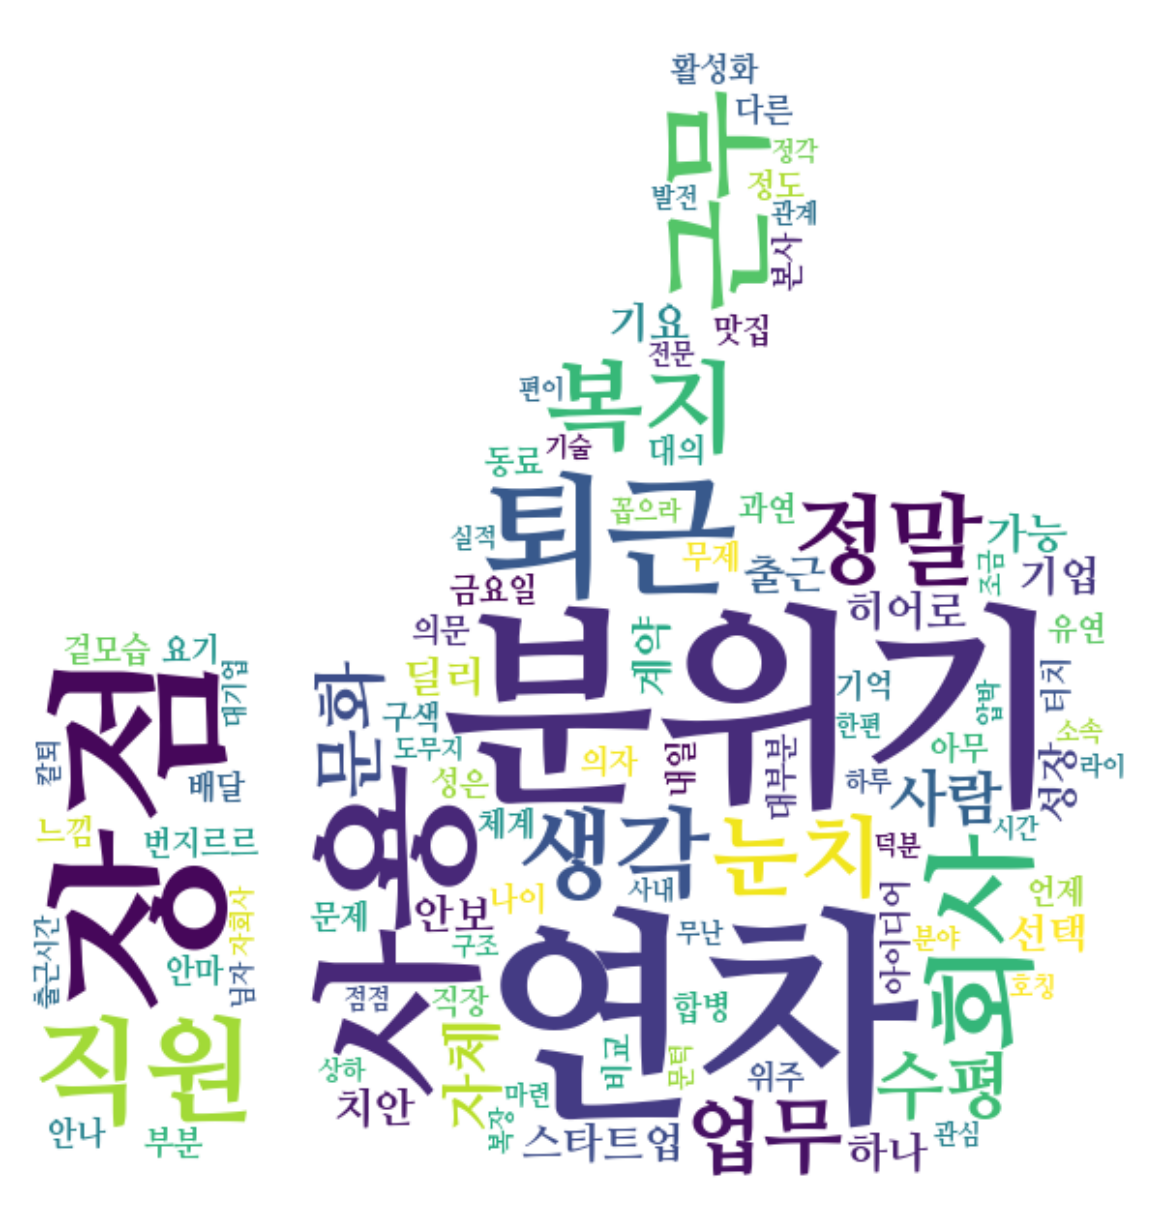 활성화
다른
근무
정각
정도
발전
관계
본사
기요
맛집
전문
복지
편이
기술
대의
동료
퇴근
꼽으라
과연
정말
가능
실적
무제
출근
조금
기업
금요일
히어로
의문
계약
분위기
유연
겉모습
요기
대기업
장점
칼퇴
배달
느낌
번지르르
출근시간
자회사
안마
님자
직원
안나
부분
문화
딜리
구색
도무지
기억
한편
압박
터치
소속
성은
의자
내일
대부분
아무
라이
하루
사람
성장
사용
체계
생각
눈치
덕분
시간
문제
안보
나이
사내
회사
언제
구조
무난
아이디어
분야
선택
연차
점점
직장
합병
호칭
자체
비교
문턱
위주
수평
상하
치안
마련
복장
스타트업
업무
하나
관심